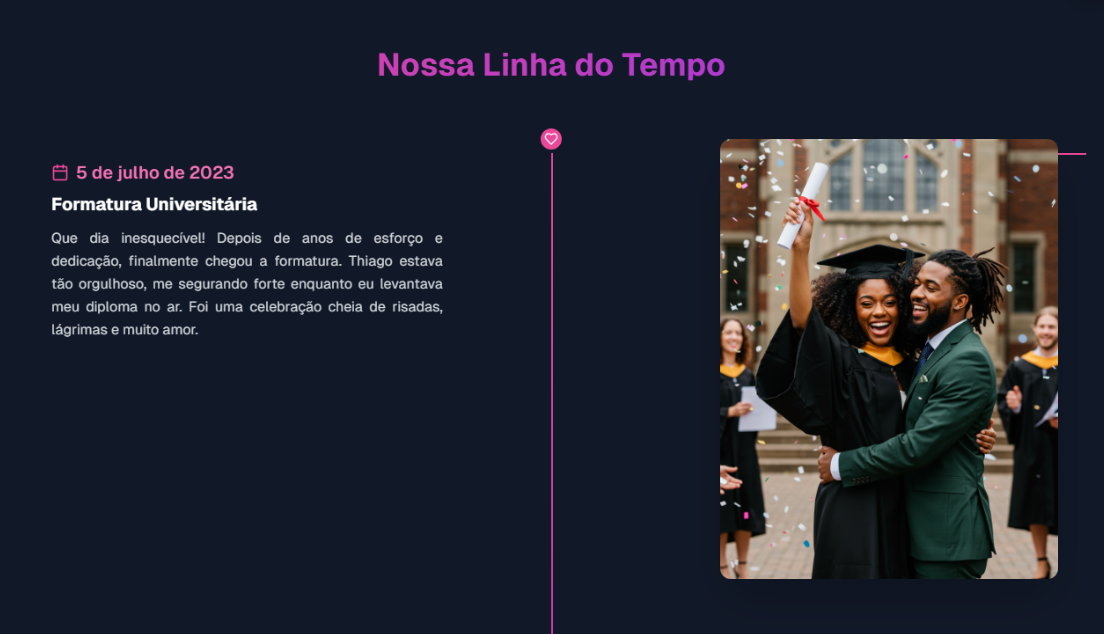 Nossa Linha do Tempo
5 de julho de 2023
Formatura Universitária
Que dia inesquecível! Depois de anos de esforço e
dedicação, finalmente chegou a formatura. Thiago estava
tão orgulhoso, me segurando forte enquanto eu levantava
meu diploma no ar. Foi uma celebração cheia de risadas,
lágrimas e muito amor.